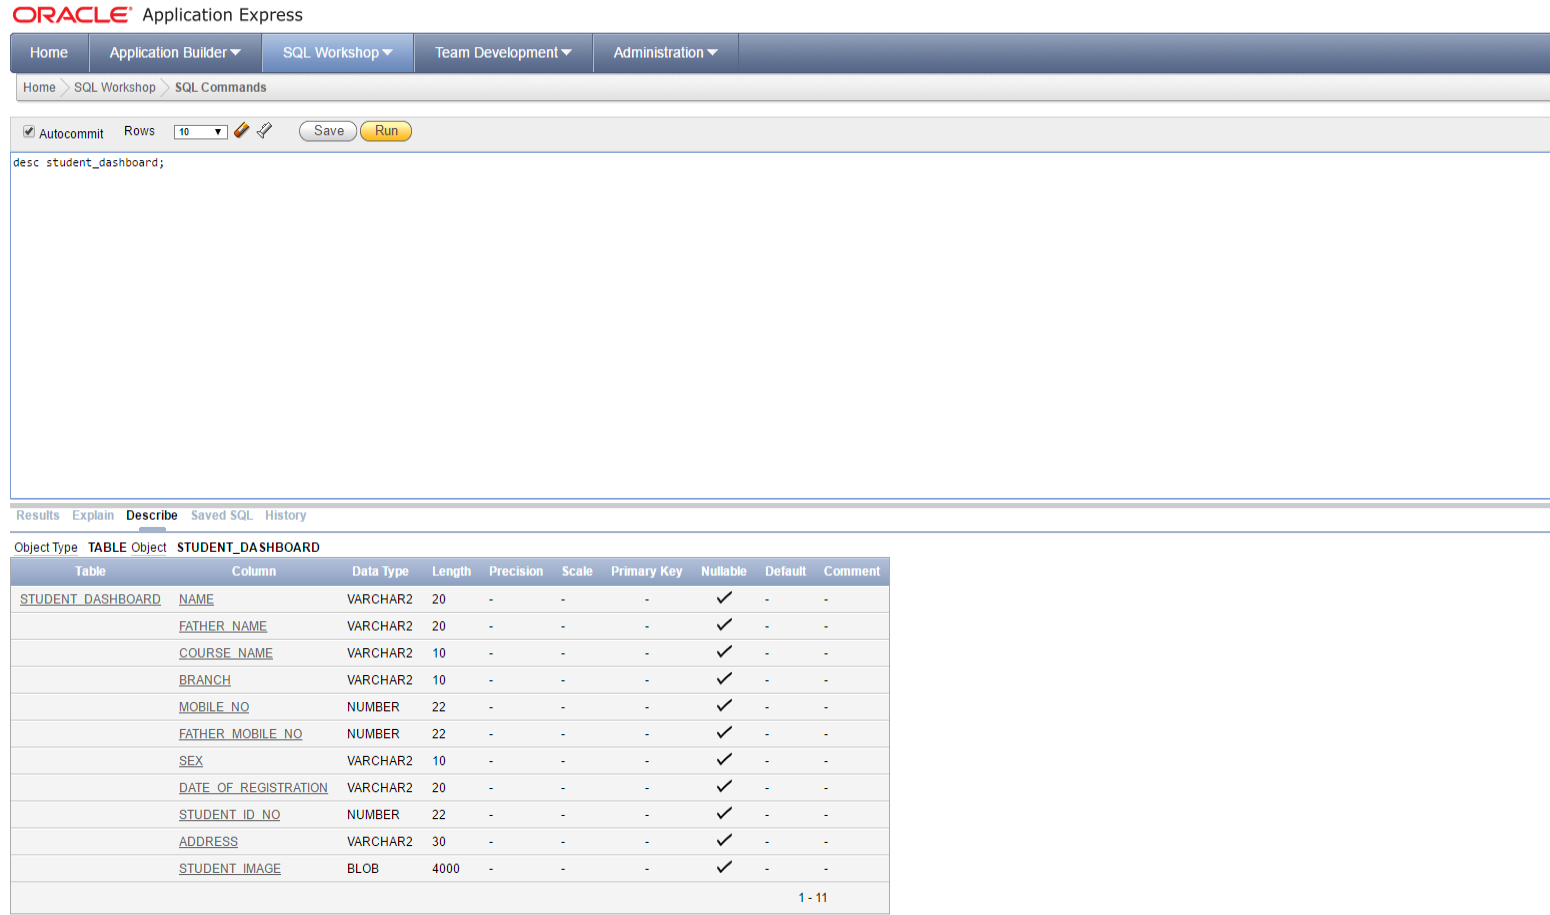 ORACLE Application Express
Home Application Builder SQL Workshop Team Development Administration
Home SQL Workshop SQL Commands
Autocommit Rows 10 Save Run
desc student_dashboard;
Results Explain Describe Saved SQL History
Object Type TABLE Object STUDENT_DASHBOARD
Table Column Data Type Length Precision Scale Primary Key Nullable Default Comment
STUDENT_DASHBOARD NAME VARCHAR2 20 - - - ✓ - -
FATHER_NAME VARCHAR2 20 - - - ✓ - -
COURSE_NAME VARCHAR2 10 - - - ✓ - -
BRANCH VARCHAR2 10 - - - ✓ - -
MOBILE_NO NUMBER 22 - - - ✓ - -
FATHER_MOBILE_NO NUMBER 22 - - - ✓ - -
SEX VARCHAR2 10 - - - ✓ - -
DATE_OF_REGISTRATION VARCHAR2 20 - - - ✓ - -
STUDENT_ID_NO NUMBER 22 - - - ✓ - -
ADDRESS VARCHAR2 30 - - - ✓ - -
STUDENT_IMAGE BLOB 4000 - - - ✓ - -
1 - 11